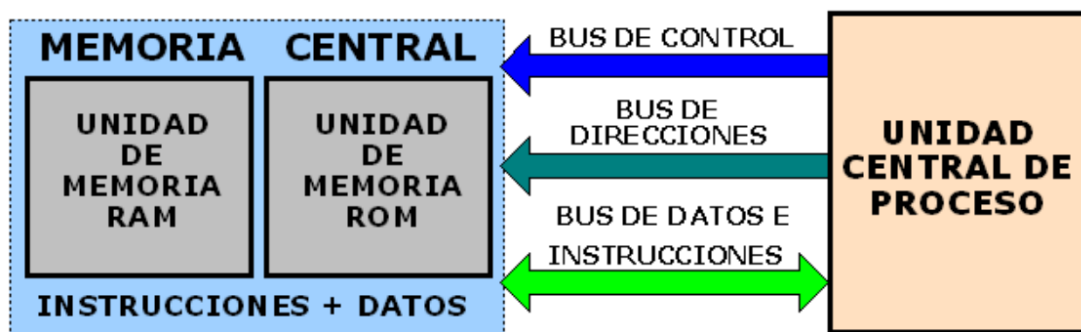 MEMORIA CENTRAL
UNIDAD
DE
MEMORIA
RAM
UNIDAD
DE
MEMORIA
ROM
INSTRUCCIONES + DATOS
BUS DE CONTROL
BUS DE
DIRECCIONES
BUS DE DATOS E
INSTRUCCIONES
UNIDAD
CENTRAL DE
PROCESO